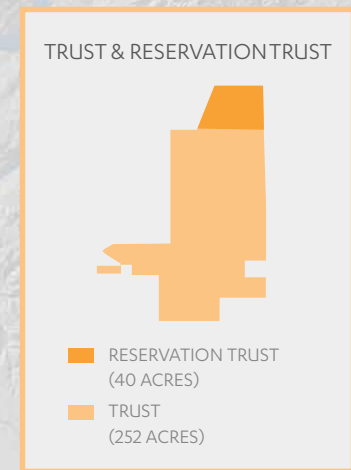 TRUST & RESERVATION TRUST
RESERVATION TRUST
(40 ACRES)
TRUST
(252 ACRES)